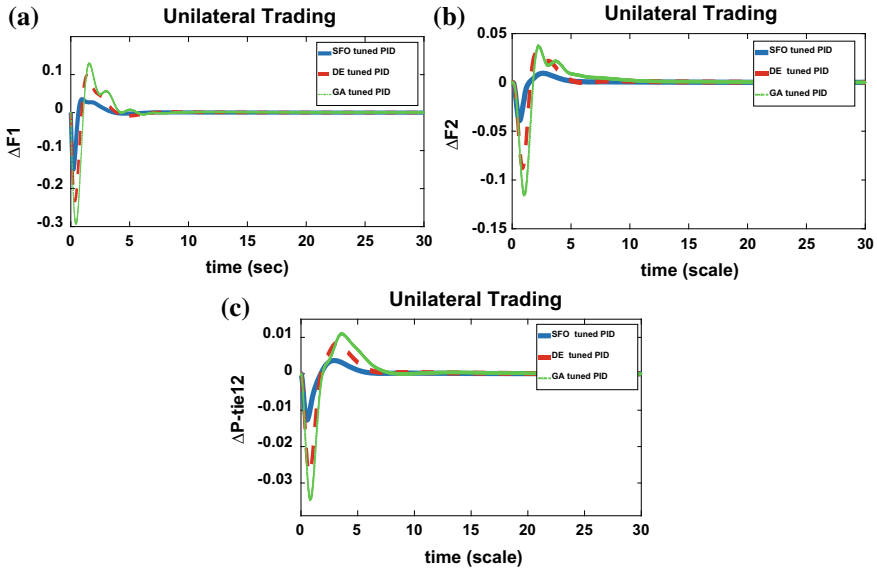 (a)
Unilateral Trading
0.1
0
-0.1
-0.2
-0.3
ΔF1
0 5 10 15 20 25 30
time (sec)
SFO tuned PID
DE tuned PID
GA tuned PID
(b)
Unilateral Trading
0.05
0
-0.05
-0.1
-0.15
ΔF2
0 5 10 15 20 25 30
time (scale)
SFO tuned PID
DE tuned PID
GA tuned PID
(c)
Unilateral Trading
0.01
0
-0.01
-0.02
-0.03
ΔP-tie12
0 5 10 15 20 25 30
time (scale)
SFO tuned PID
DE tuned PID
GA tuned PID